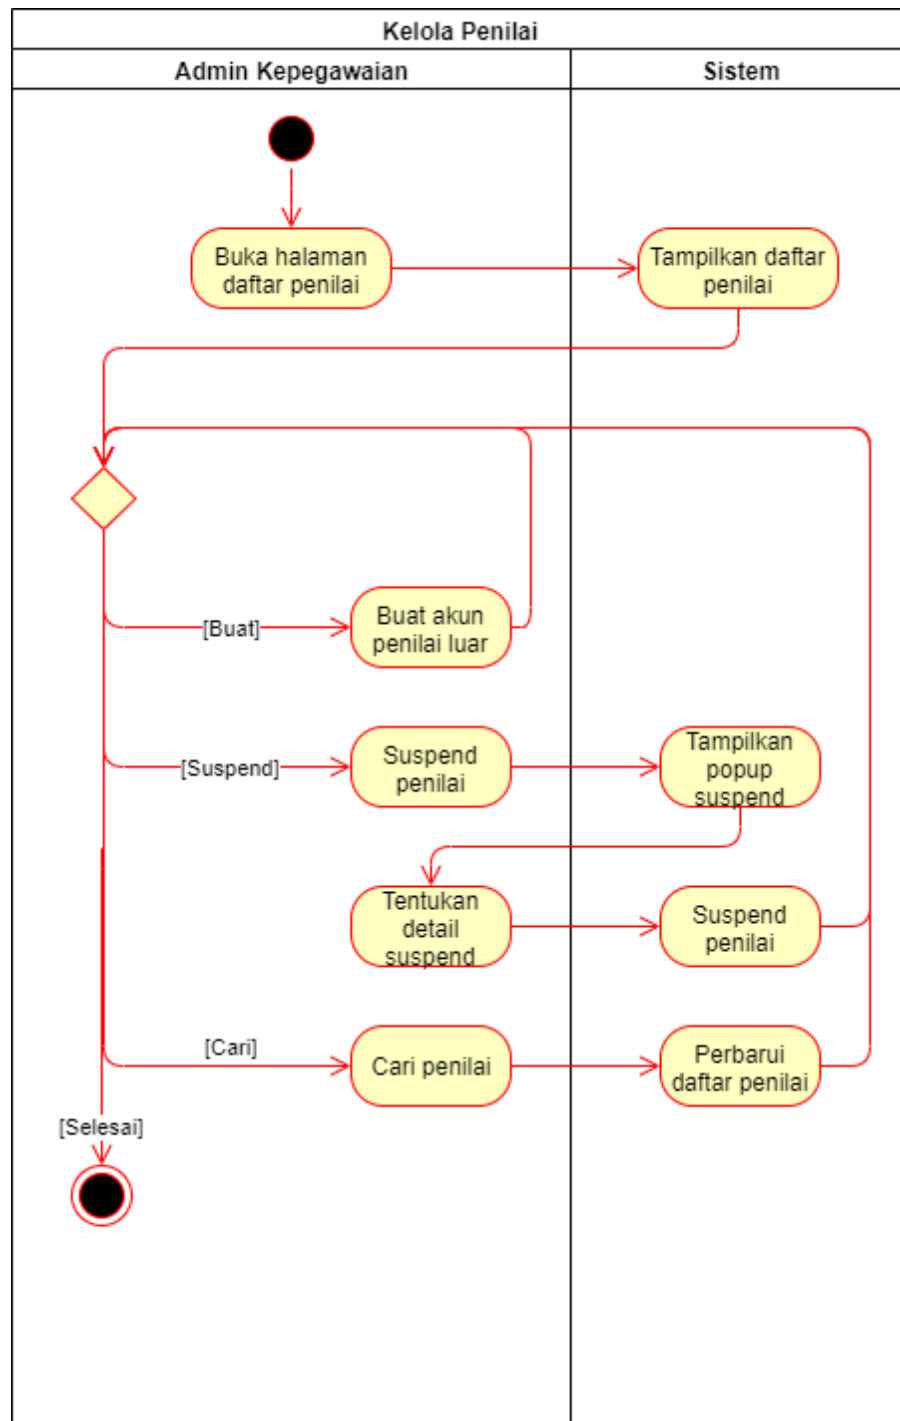 Kelola Penilai
Admin Kepegawaian
Sistem
Buka halaman
daftar penilai
Tampilkan daftar
penilai
[Buat]
Buat akun
penilai luar
[Suspend]
Suspend
penilai
Tampilkan
popup
suspend
Tentukan
detail
suspend
Suspend
penilai
[Cari]
Cari penilai
Perbarui
daftar penilai
[Selesai]